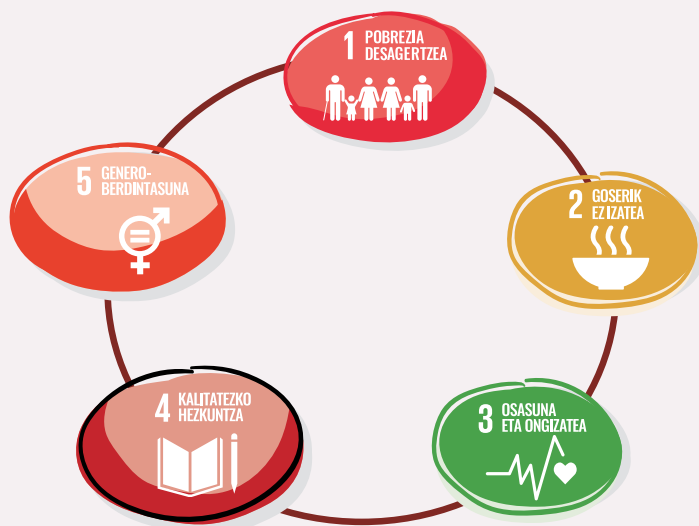 1 POBREZIA
DESAGERTZEA
2 GOSERIK
EZ IZATEA
3 OSASUNA
ETA ONGIZATEA
4 KALITATEZKO
HEZKUNTZA
5 GENERO-
BERDINTASUNA